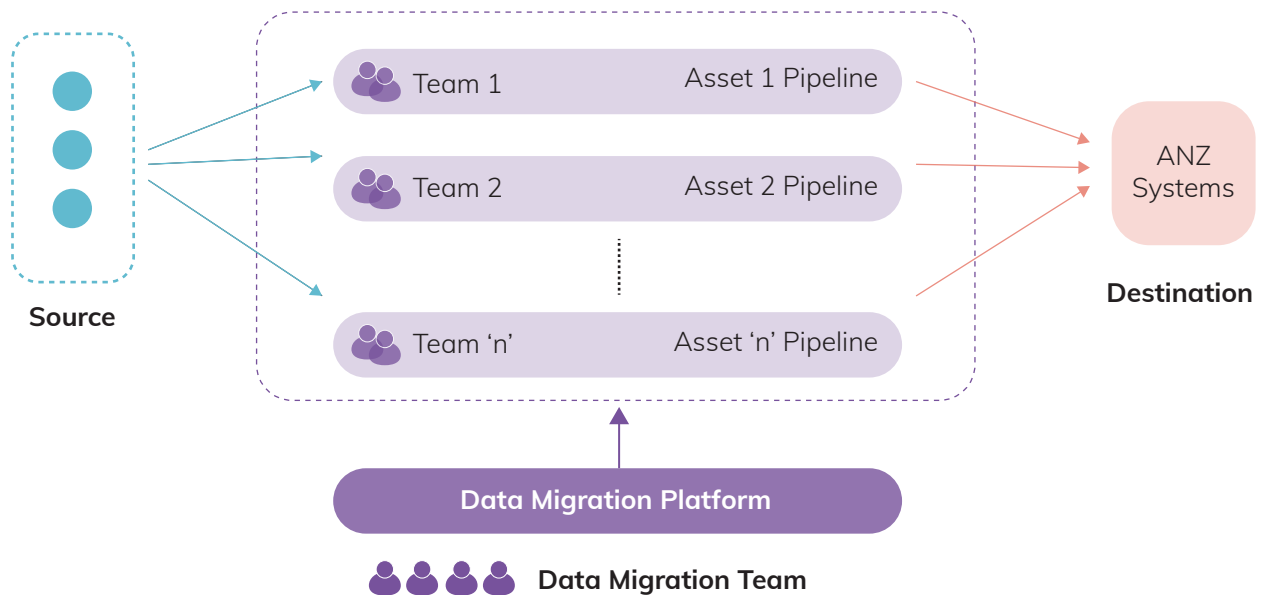 Source
Team 1
Asset 1 Pipeline
Team 2
Asset 2 Pipeline
Team ‘n’
Asset ‘n’ Pipeline
ANZ
Systems
Destination
Data Migration Platform
Data Migration Team